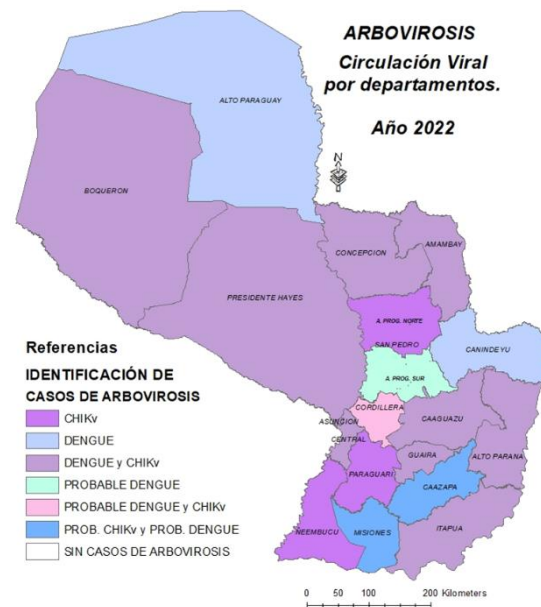 ARBOVIROSIS
Circulación Viral
por departamentos.
Año 2022
N
ALTO PARAGUAY
BOQUERON
PRESIDENTE HAYES
CONCEPCION
AMAMBAY
A. PROG. NORTE
SAN PEDRO
CANINDEYU
A. PROG. SUR
CORDILLERA
ASUNCION
CAAGUAZU
CENTRAL
GUAIRA
ALTO PARANA
PARAGUARI
CAAZAPA
ÑEEMBUCU
MISIONES
ITAPUA
Referencias
IDENTIFICACIÓN DE
CASOS DE ARBOVIROSIS
CHIKv
DENGUE
DENGUE y CHIKv
PROBABLE DENGUE
PROBABLE DENGUE y CHIKv
PROB. CHIKv y PROB. DENGUE
SIN CASOS DE ARBOVIROSIS
0 50 100 200 Kilometers